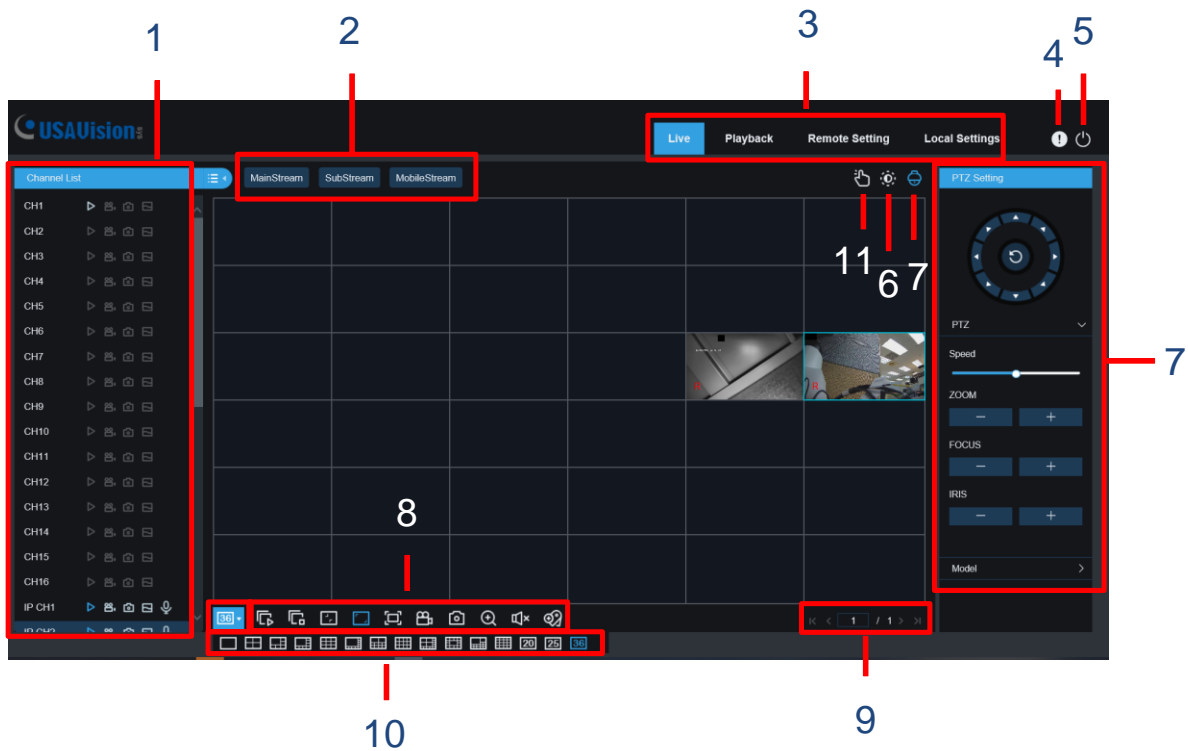 1
2
3
4
5
USAVision
Live Playback Remote Setting Local Settings
Channel List
MainStream SubStream MobileStream
PTZ Setting
CH1
CH2
CH3
CH4
CH5
CH6
CH7
CH8
CH9
CH10
CH11
CH12
CH13
CH14
CH15
CH16
IP CH1
IP CH2
11
6
7
R
R
PTZ
Speed
ZOOM
− +
FOCUS
− +
IRIS
− +
Model
7
8
36
1 / 1
20 25 36
10
9